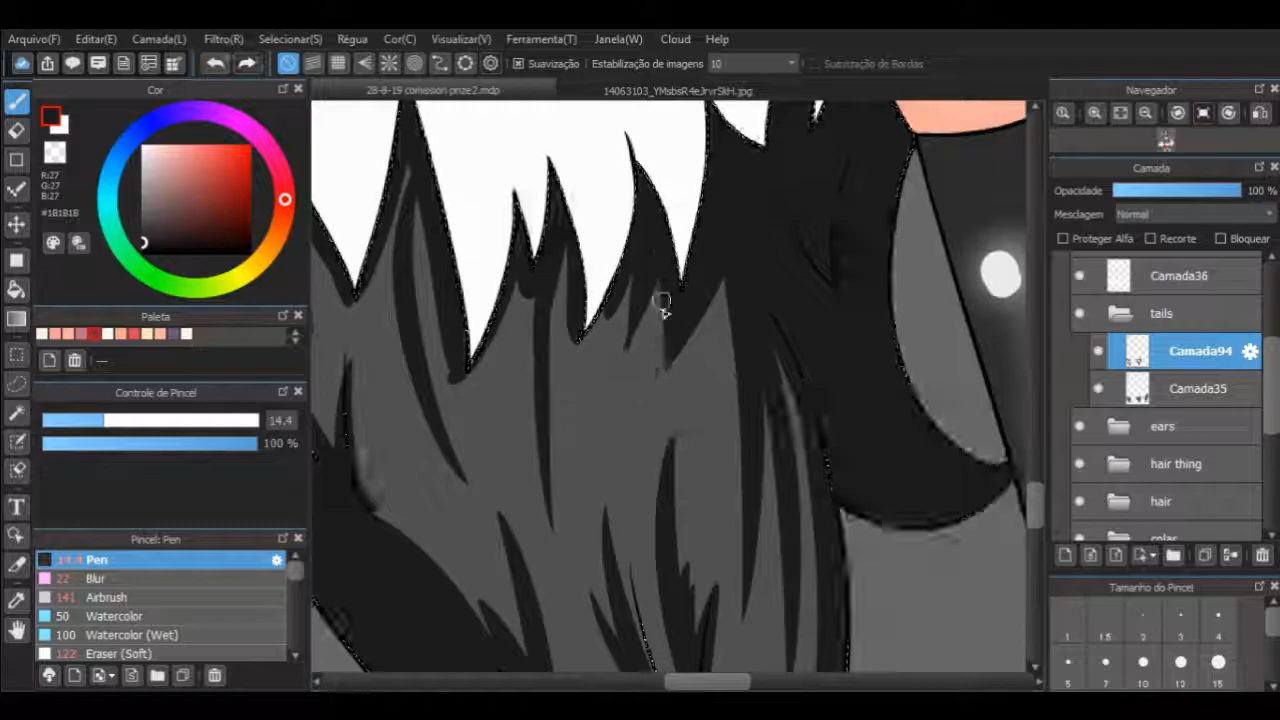 Arquivo(F) Editar(E) Camada(L) Filtro(R) Selecionar(S) Régua Cor(C) Visualizar(V) Ferramenta(T) Janela(W) Cloud Help
Suavização Estabilização de imagens 10 Suavização de Bordas
Cor
28-8-19 comission prize2.mdp 14063103_YMsbsR4eJrvrSkH.jpg
R:27
G:27
B:27
#1B1B1B
Paleta
---
Controle de Pincel
14.4
100 %
Pincel: Pen
14.4 Pen
22 Blur
141 Airbrush
50 Watercolor
100 Watercolor (Wet)
122 Eraser (Soft)
Navegador
Camada
Opacidade 100 %
Mesclagem Normal
Proteger Alfa Recorte Bloquear
Camada36
tails
Camada94
Camada35
ears
hair thing
hair
colar
Tamanho do Pincel
1 1.5 2 3 4
5 7 10 12 15